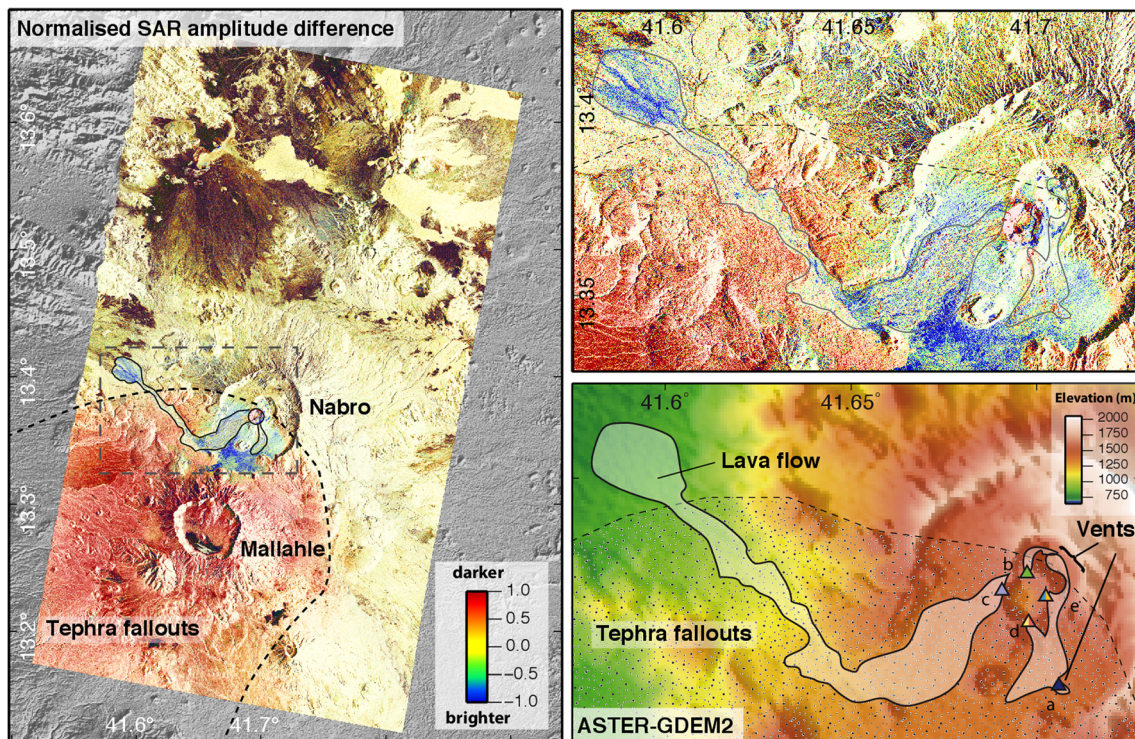 Normalised SAR amplitude difference
13.6°
13.5°
13.4°
13.3°
13.2°
Nabro
Mallahle
Tephra fallouts
darker
1.0
0.5
0.0
−0.5
−1.0
brighter
41.6°
41.7°
41.6°
41.65°
41.7°
13.4°
13.35°
41.6°
41.65°
Elevation (m)
2000
1750
1500
1250
1000
750
Lava flow
Vents
b
c
e
d
a
Tephra fallouts
ASTER-GDEM2